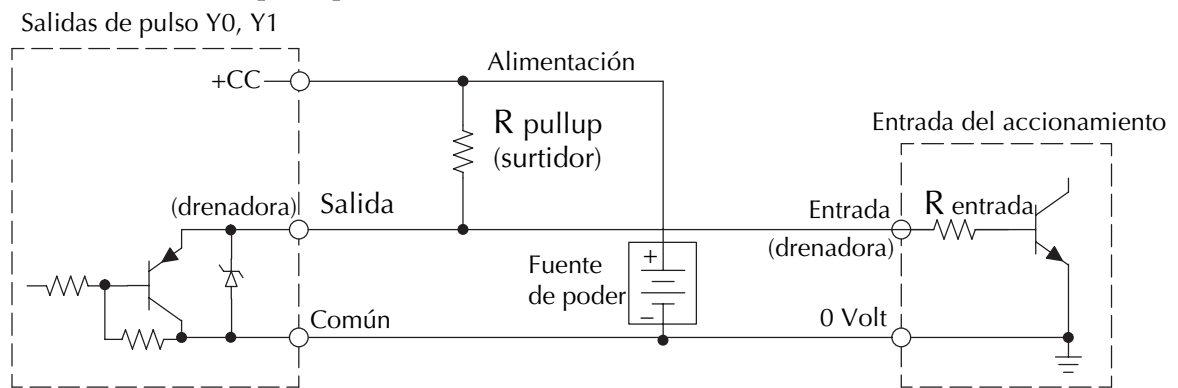 Salidas de pulso Y0, Y1
+CC
Alimentación
R pullup
(surtidor)
Entrada del accionamiento
(drenadora)
Salida
Entrada
(drenadora)
R entrada
Fuente
de poder
+
−
Común
0 Volt